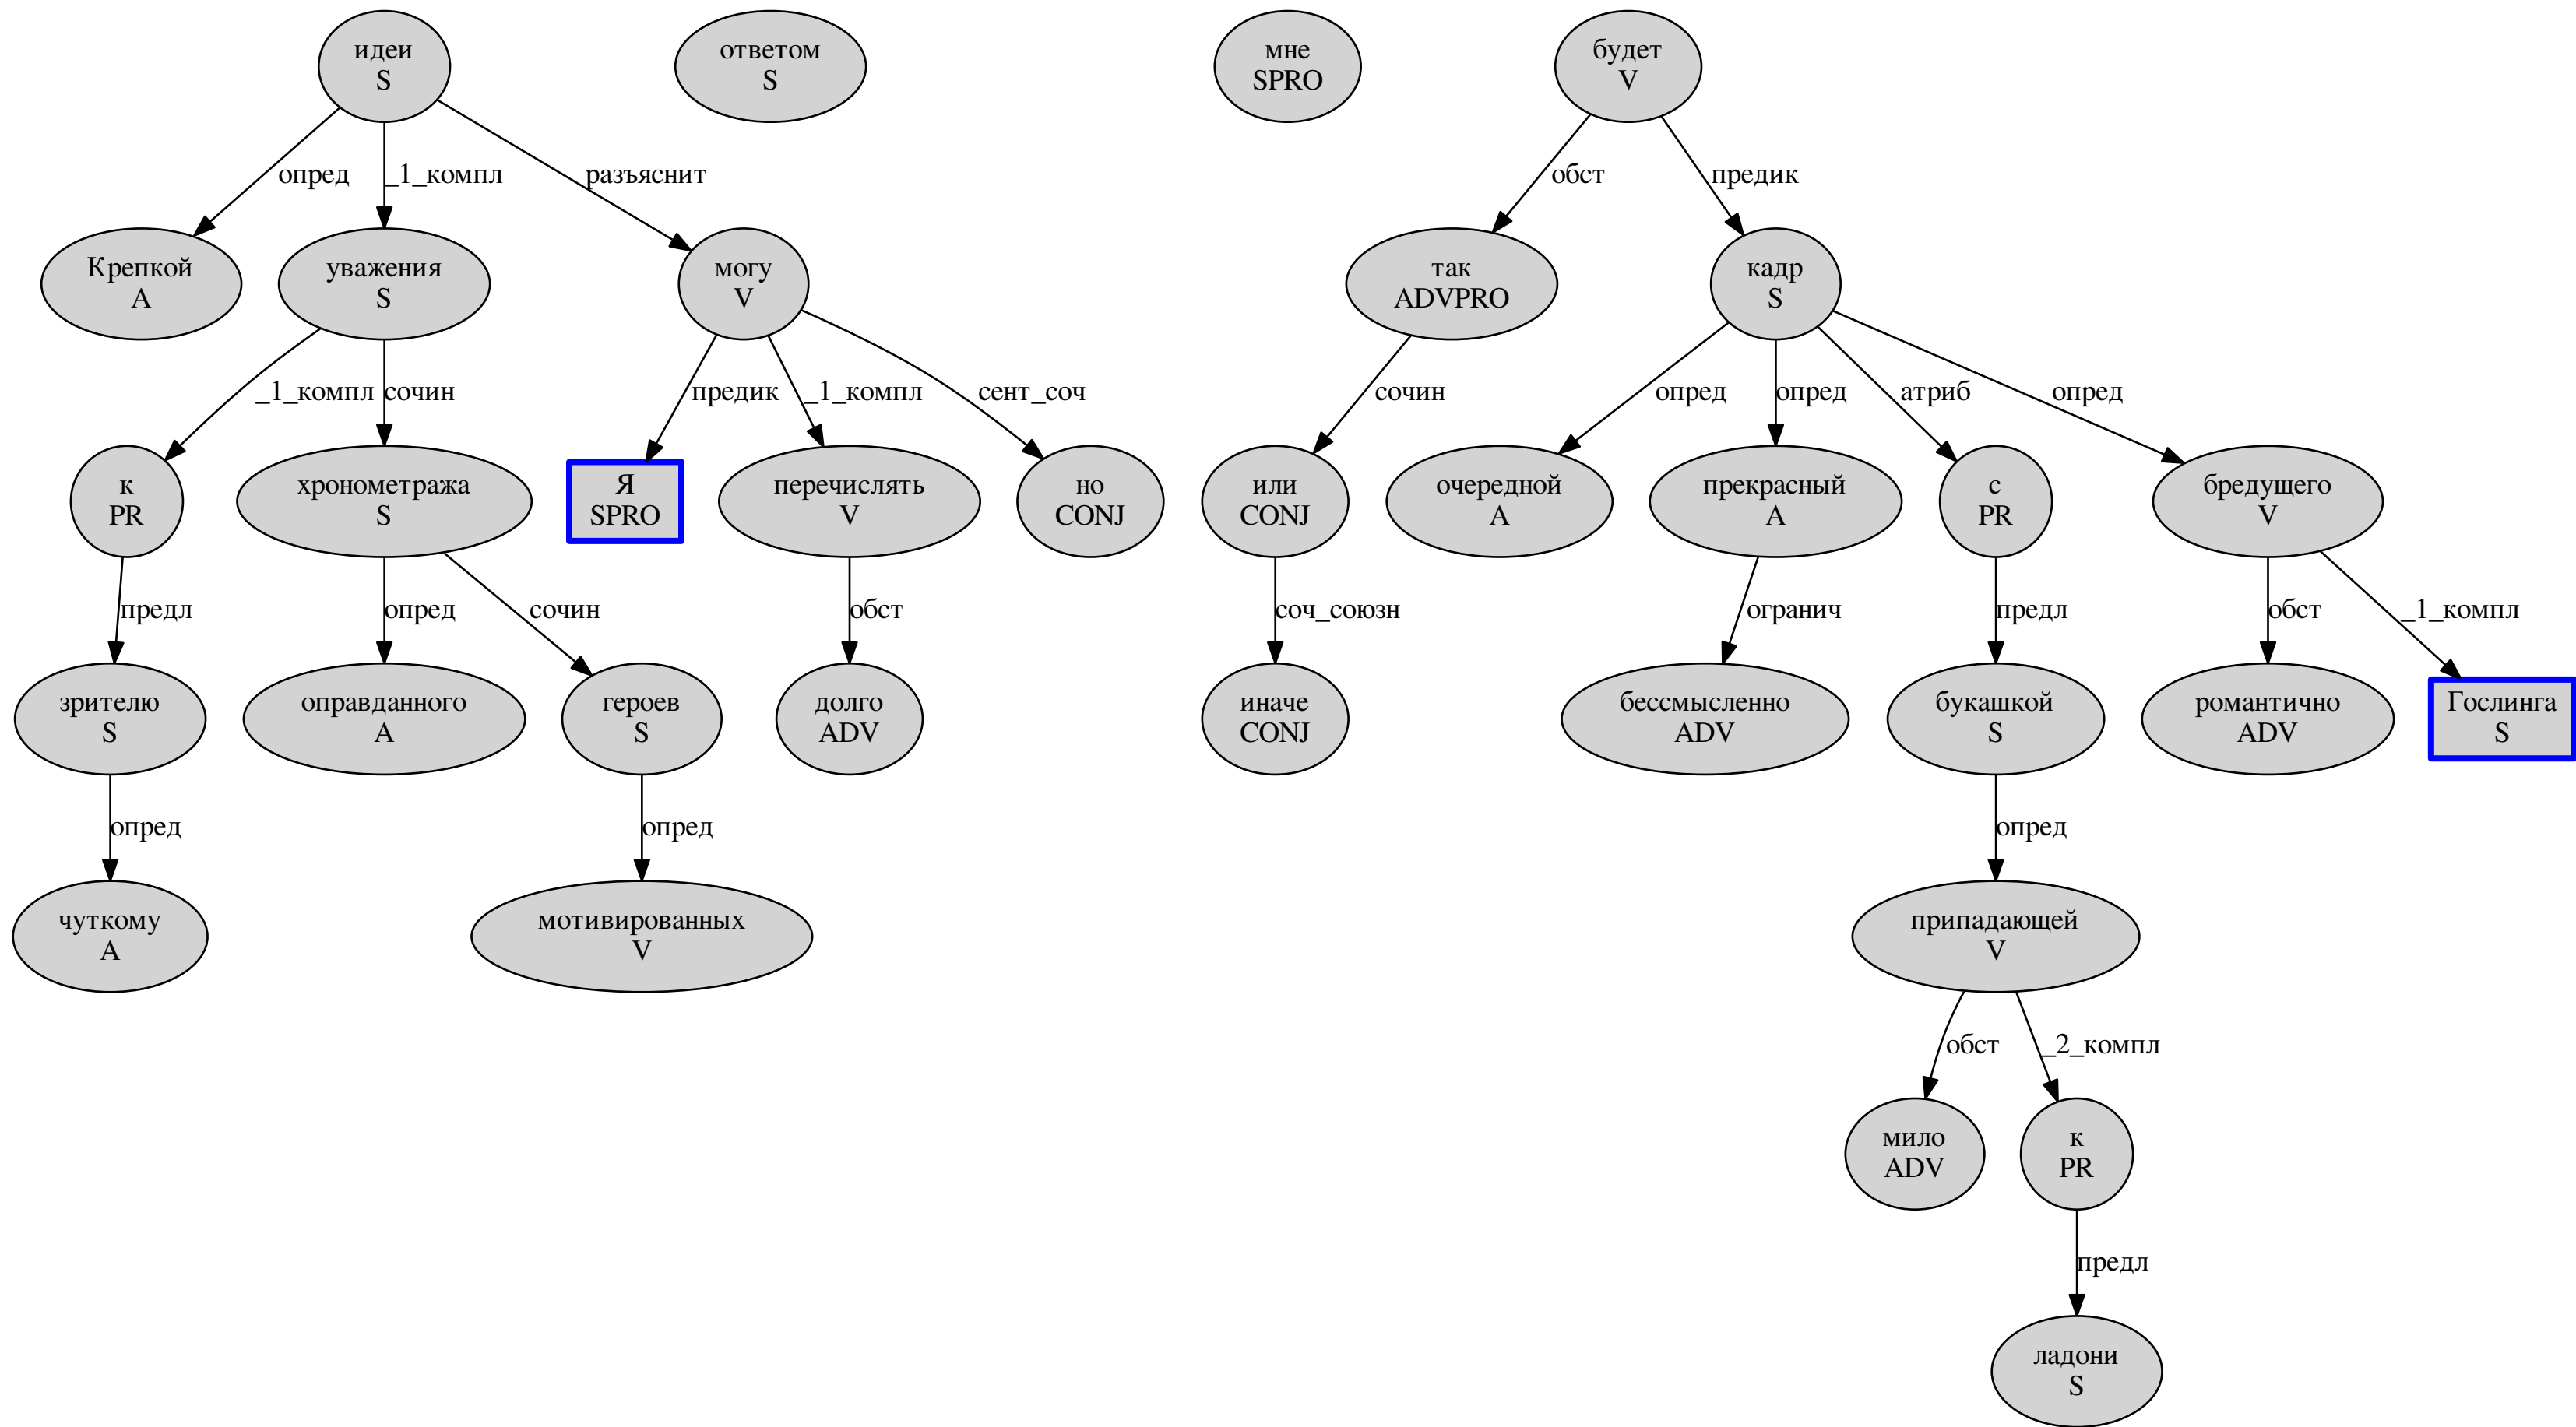 идеи
S
ответом
S
мне
SPRO
будет
V
опред
_1_компл
разъяснит
обст
предик
Крепкой
A
уважения
S
могу
V
так
ADVPRO
кадр
S
_1_компл
сочин
предик
_1_компл
сент_соч
сочин
опред
опред
атриб
опред
к
PR
хронометража
S
Я
SPRO
перечислять
V
но
CONJ
или
CONJ
очередной
A
прекрасный
A
с
PR
бредущего
V
предл
опред
сочин
обст
соч_союзн
огранич
предл
обст
_1_компл
зрителю
S
оправданного
A
героев
S
долго
ADV
иначе
CONJ
бессмысленно
ADV
букашкой
S
романтично
ADV
Гослинга
S
опред
опред
опред
чуткому
A
мотивированных
V
припадающей
V
обст
_2_компл
мило
ADV
к
PR
предл
ладони
S